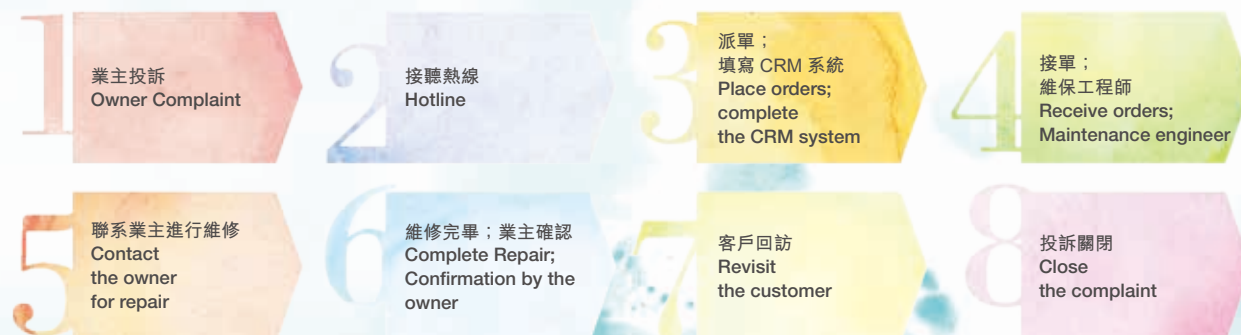 1
業主投訴
Owner Complaint
2
接聽熱線
Hotline
3
派單；
填寫 CRM 系統
Place orders;
complete
the CRM system
4
接單；
維保工程師
Receive orders;
Maintenance engineer
5
聯系業主進行維修
Contact
the owner
for repair
6
維修完畢；業主確認
Complete Repair;
Confirmation by the
owner
7
客戶回訪
Revisit
the customer
8
投訴關閉
Close
the complaint